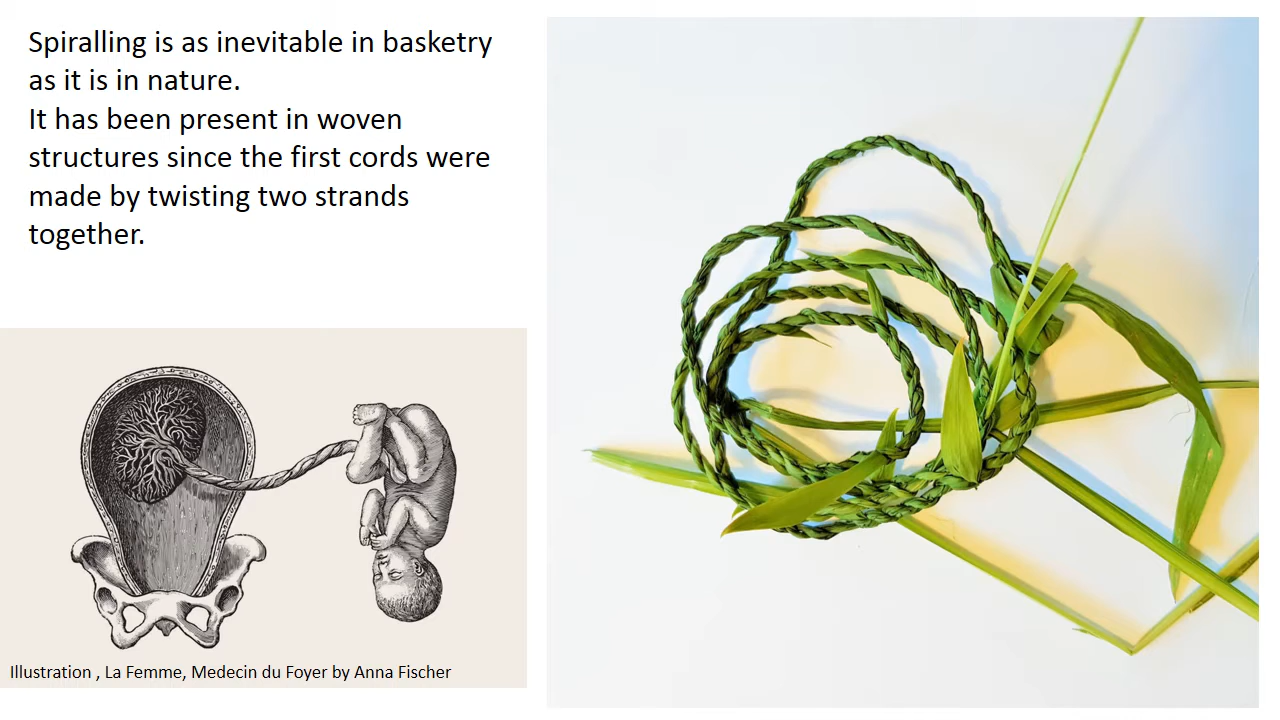 Spiralling is as inevitable in basketry
as it is in nature.
It has been present in woven
structures since the first cords were
made by twisting two strands
together.
Illustration , La Femme, Medecin du Foyer by Anna Fischer